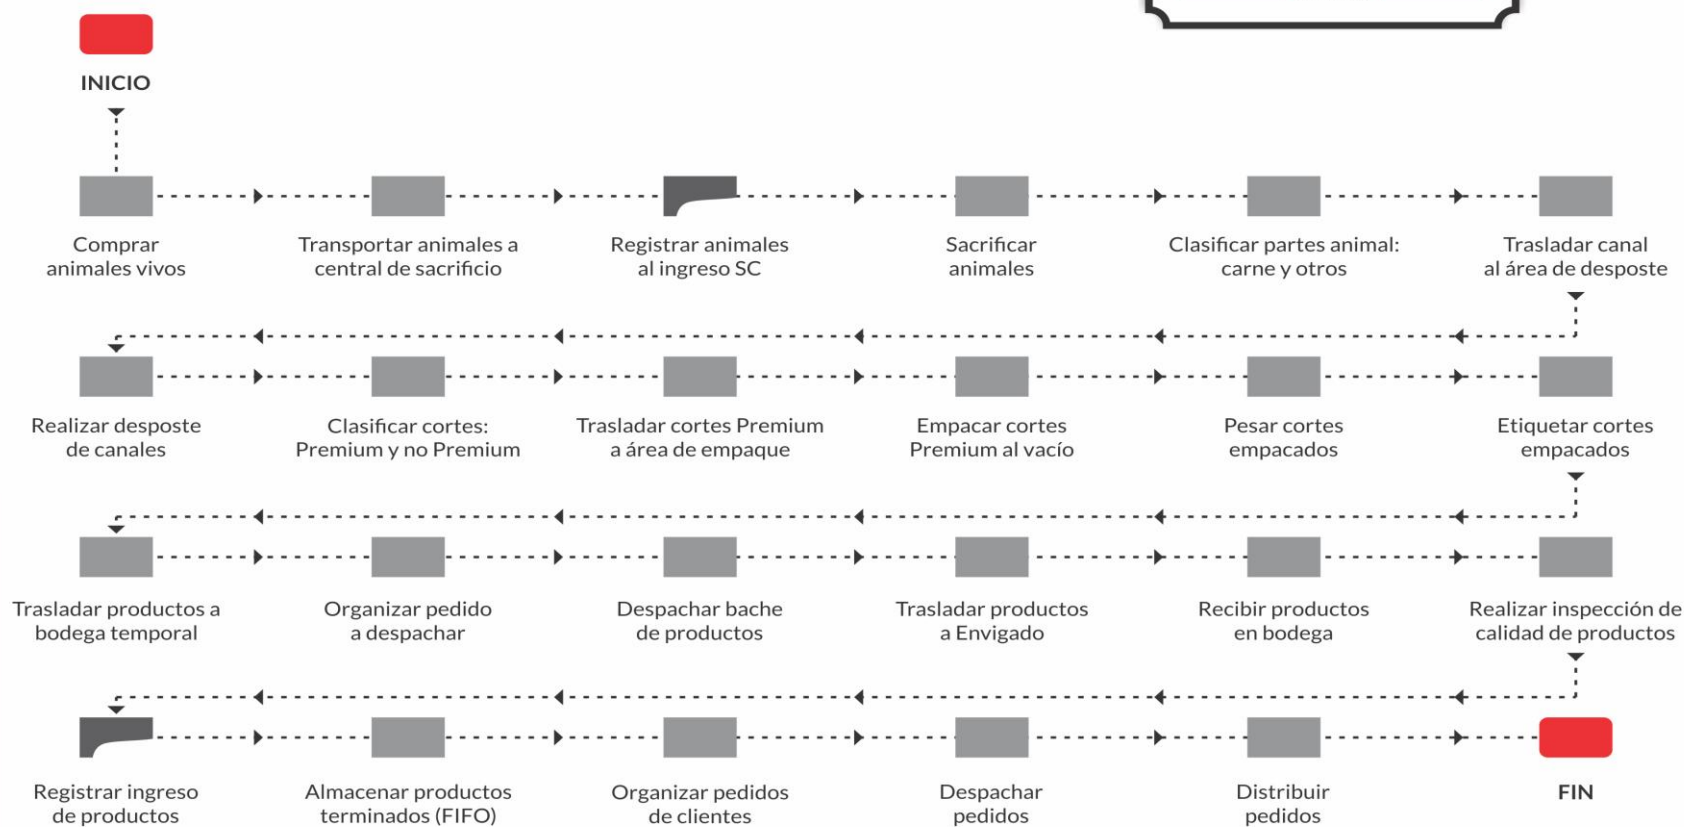 INICIO
Comprar
animales vivos
Transportar animales a
central de sacrificio
Registrar animales
al ingreso SC
Sacrificar
animales
Clasificar partes animal:
carne y otros
Trasladar canal
al área de desposte
Realizar desposte
de canales
Clasificar cortes:
Premium y no Premium
Trasladar cortes Premium
a área de empaque
Empacar cortes
Premium al vacío
Pesar cortes
empacados
Etiquetar cortes
empacados
Trasladar productos a
bodega temporal
Organizar pedido
a despachar
Despachar bache
de productos
Trasladar productos
a Envigado
Recibir productos
en bodega
Realizar inspección de
calidad de productos
Registrar ingreso
de productos
Almacenar productos
terminados (FIFO)
Organizar pedidos
de clientes
Despachar
pedidos
Distribuir
pedidos
FIN